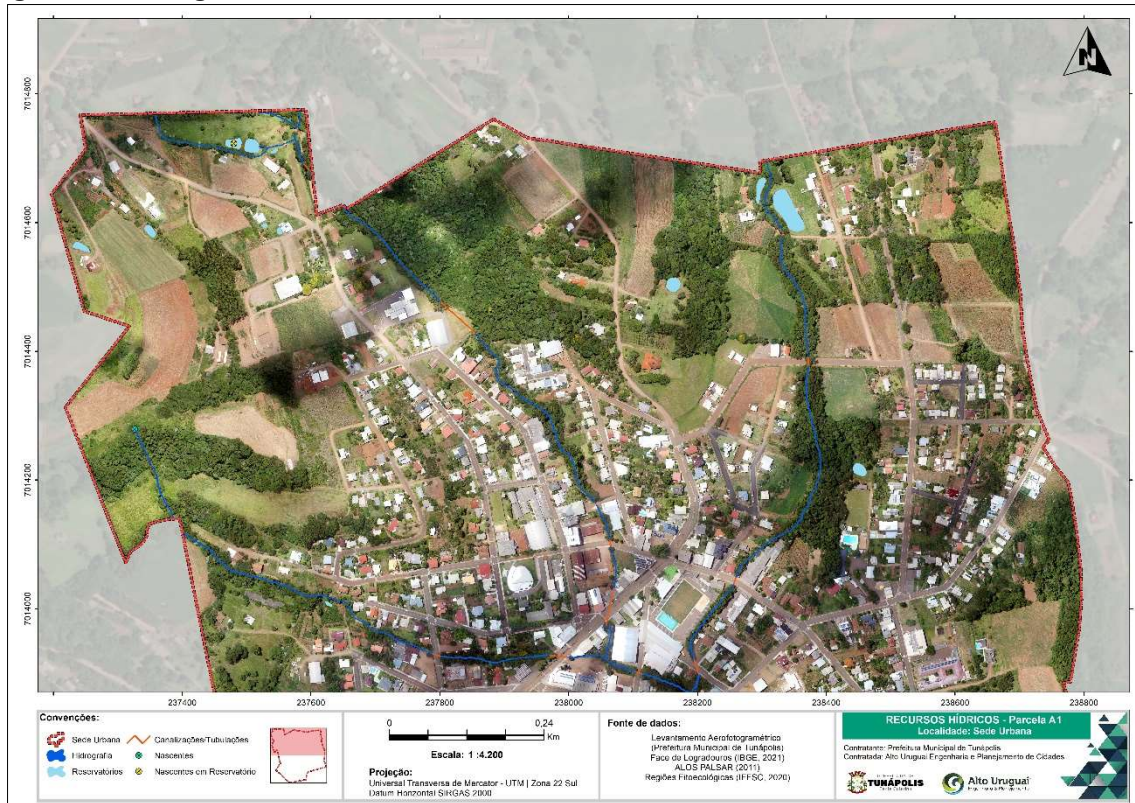 7014800
7014600
7014400
7014200
7014000
N
237400
237600
237800
238000
238200
238400
238600
238800
Convenções:
Sede Urbana
Canalizações/Tubulações
Hidrografia
Nascentes
Reservatórios
Nascentes em Reservatório
0
0,24
Km
Escala: 1:4.200
Projeção:
Universal Transversa de Mercator - UTM | Zona 22 Sul
Datum Horizontal SIRGAS 2000
Fonte de dados:
Levantamento Aerofotogramétrico
(Prefeitura Municipal de Tunápolis)
Face de Logradouros (IBGE, 2021)
ALOS PALSAR (2011)
Regiões Fitoecológicas (IFFSC, 2020)
RECURSOS HÍDRICOS - Parcela A1
Localidade: Sede Urbana
Contratante: Prefeitura Municipal de Tunápolis
Contratada: Alto Uruguai Engenharia e Planejamento de Cidades.
TUNÁPOLIS
Alto Uruguai